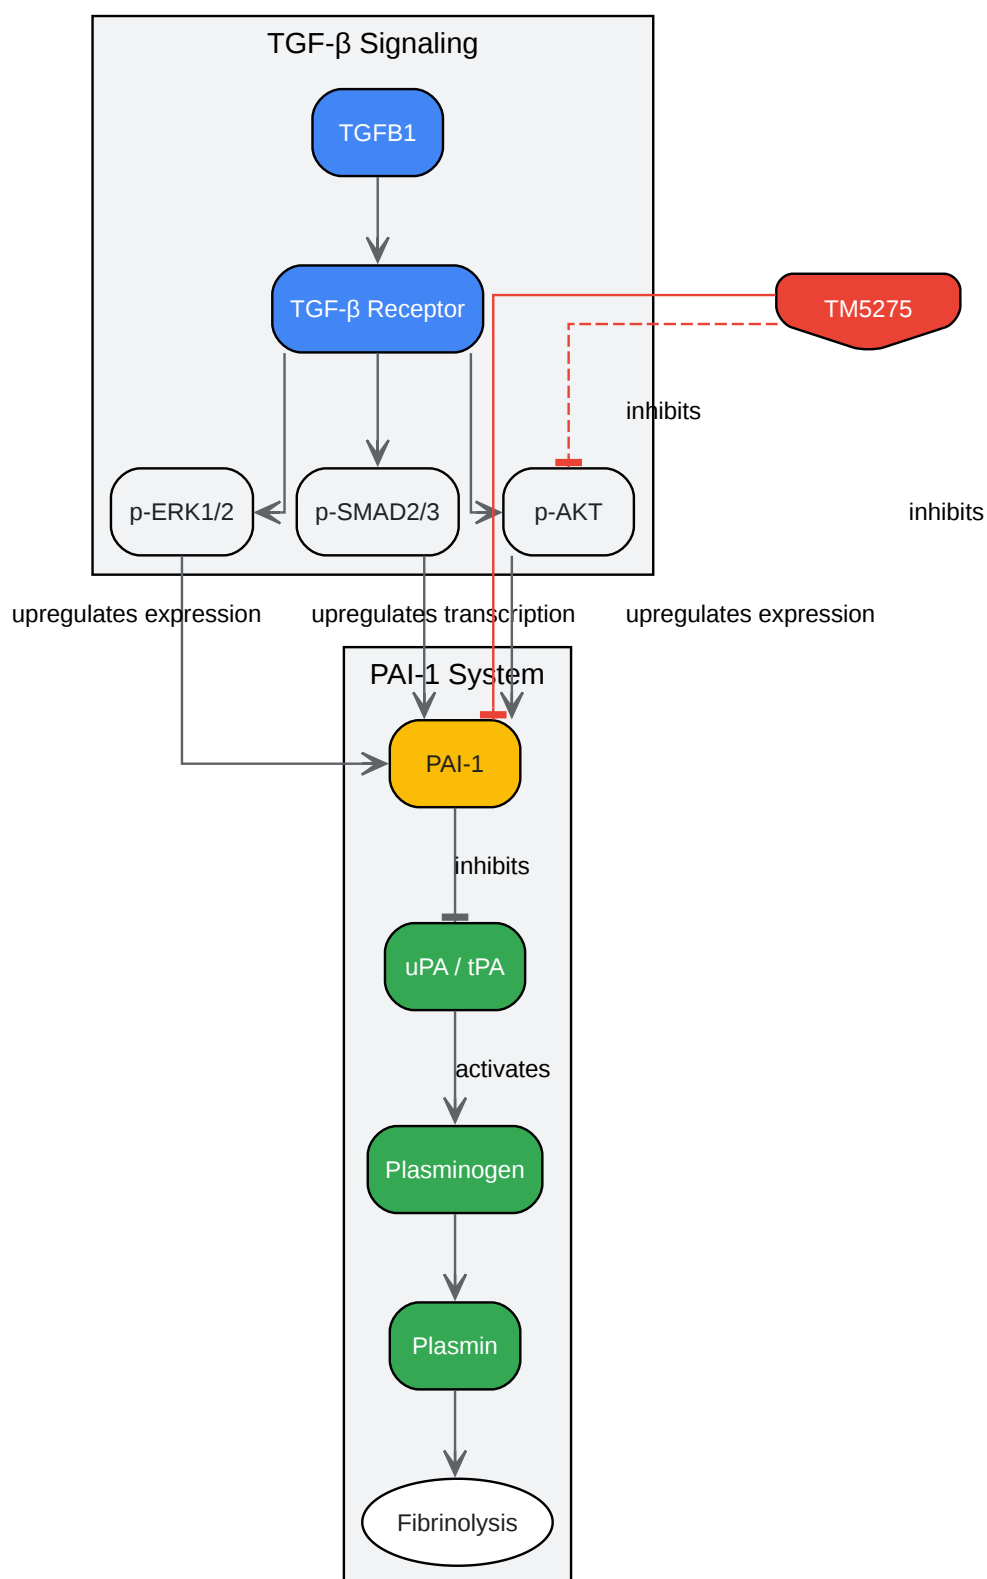 TGF-β Signaling
TGFB1
TGF-β Receptor
TM5275
inhibits
p-ERK1/2
p-SMAD2/3
p-AKT
inhibits
upregulates expression
upregulates transcription
upregulates expression
PAI-1 System
PAI-1
inhibits
uPA / tPA
activates
Plasminogen
Plasmin
Fibrinolysis